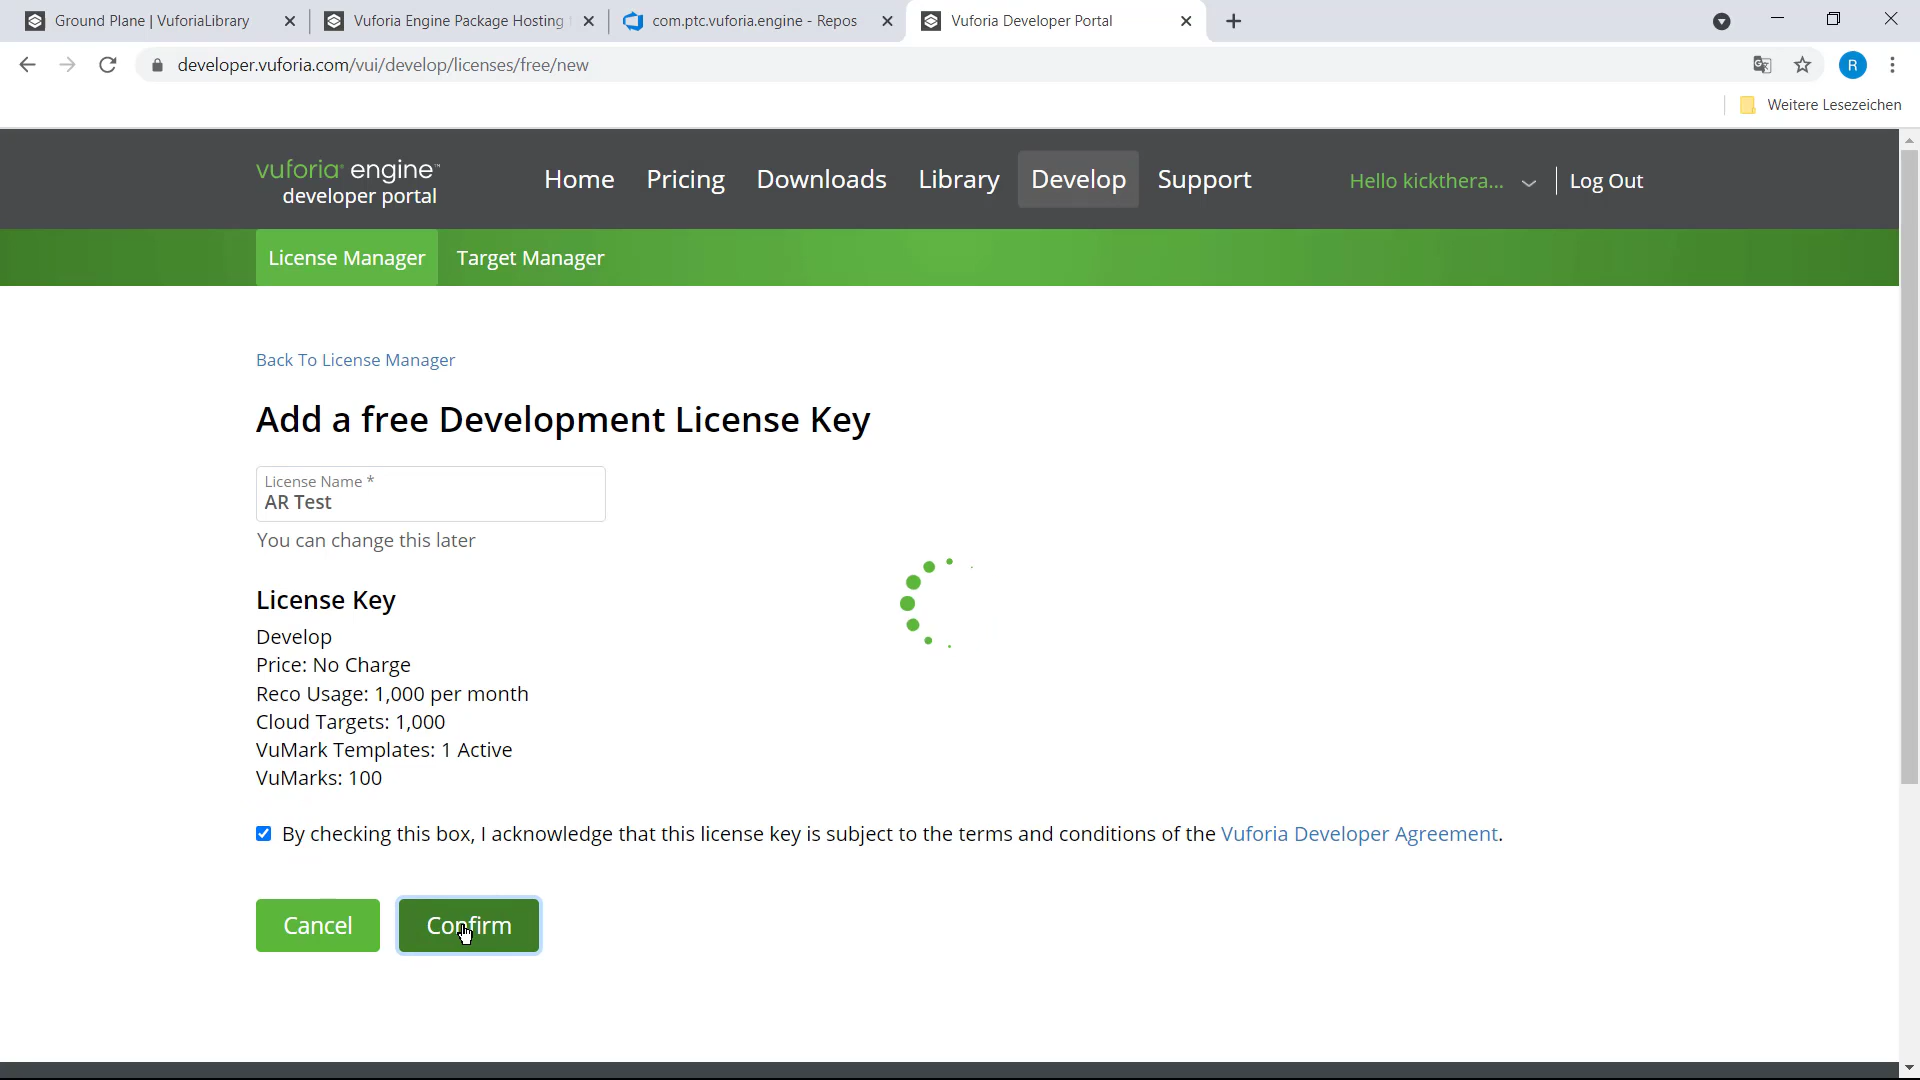 Ground Plane | VuforiaLibrary
Vuforia Engine Package Hosting
com.ptc.vuforia.engine - Repos
Vuforia Developer Portal
developer.vuforia.com/vui/develop/licenses/free/new
R
Weitere Lesezeichen
vuforia® engine™
developer portal
Home
Pricing
Downloads
Library
Develop
Support
Hello kickthera...
Log Out
License Manager
Target Manager
Back To License Manager
Add a free Development License Key
License Name *
AR Test
You can change this later
License Key
Develop
Price: No Charge
Reco Usage: 1,000 per month
Cloud Targets: 1,000
VuMark Templates: 1 Active
VuMarks: 100
By checking this box, I acknowledge that this license key is subject to the terms and conditions of the Vuforia Developer Agreement.
Cancel
Confirm